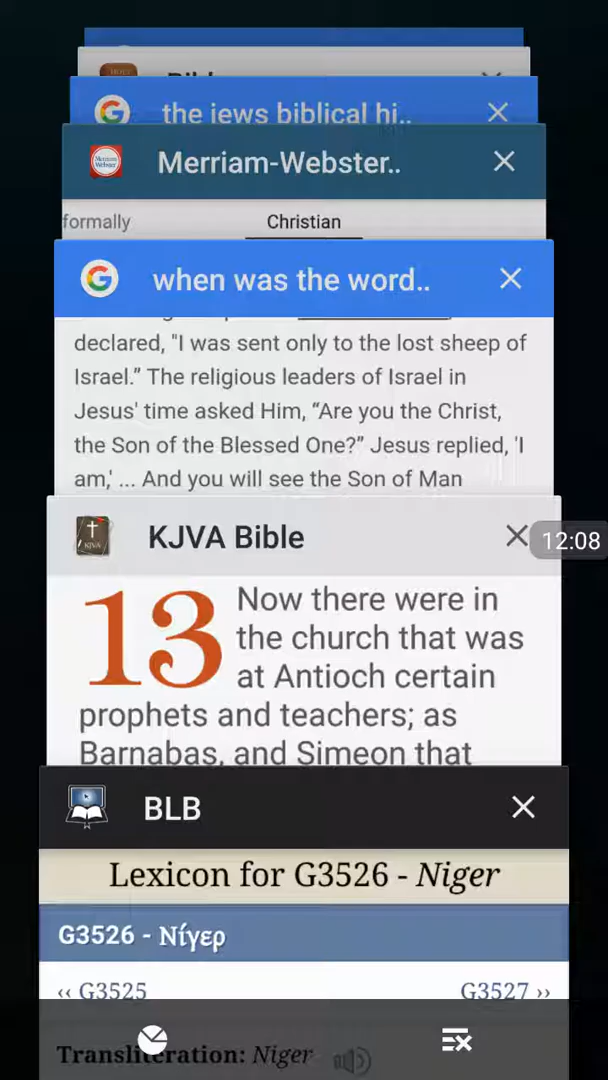 the jews biblical hi..
Merriam-Webster..
formally Christian
when was the word..
declared, "I was sent only to the lost sheep of
Israel.” The religious leaders of Israel in
Jesus' time asked Him, “Are you the Christ,
the Son of the Blessed One?” Jesus replied, 'I
am,' ... And you will see the Son of Man
KJVA Bible
12:08
13 Now there were in
the church that was
at Antioch certain
prophets and teachers; as
Barnabas, and Simeon that
BLB
Lexicon for G3526 - Niger
G3526 - Νίγερ
‹‹ G3525 G3527 ››
Transliteration: Niger